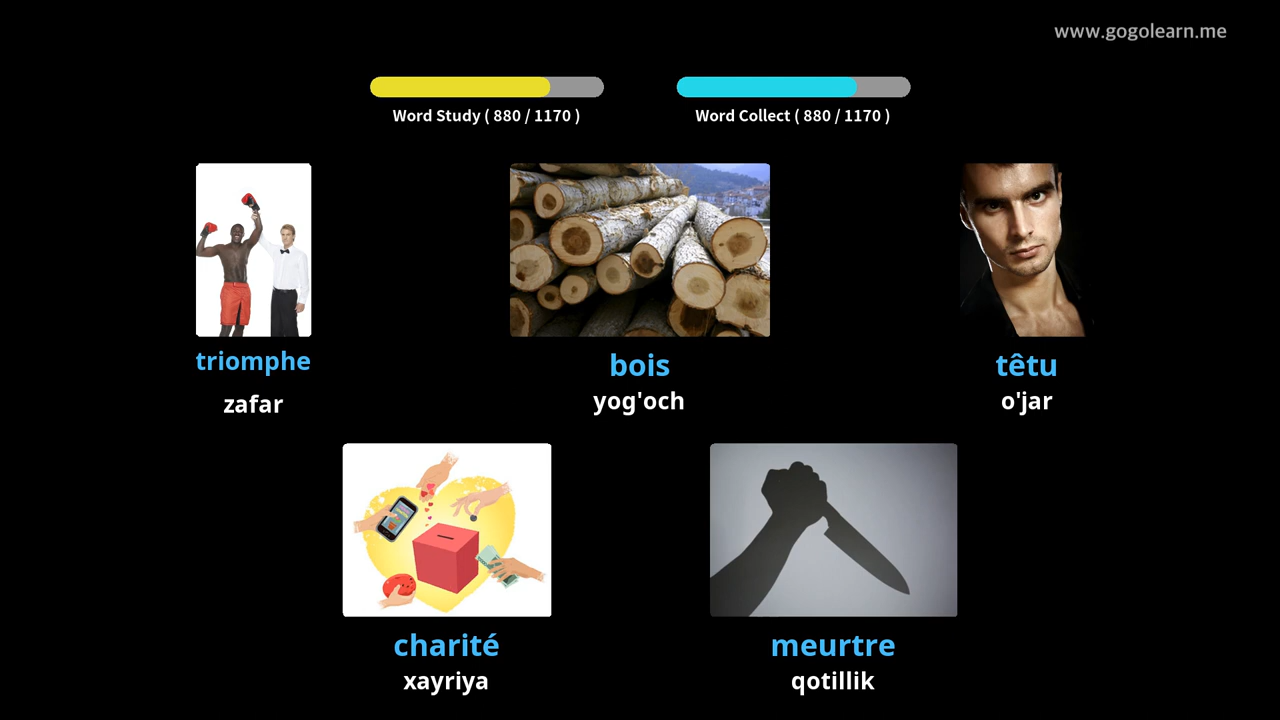 www.gogolearn.me
Word Study ( 880 / 1170 )
Word Collect ( 880 / 1170 )
triomphe
zafar
bois
yog'och
têtu
o'jar
charité
xayriya
meurtre
qotillik